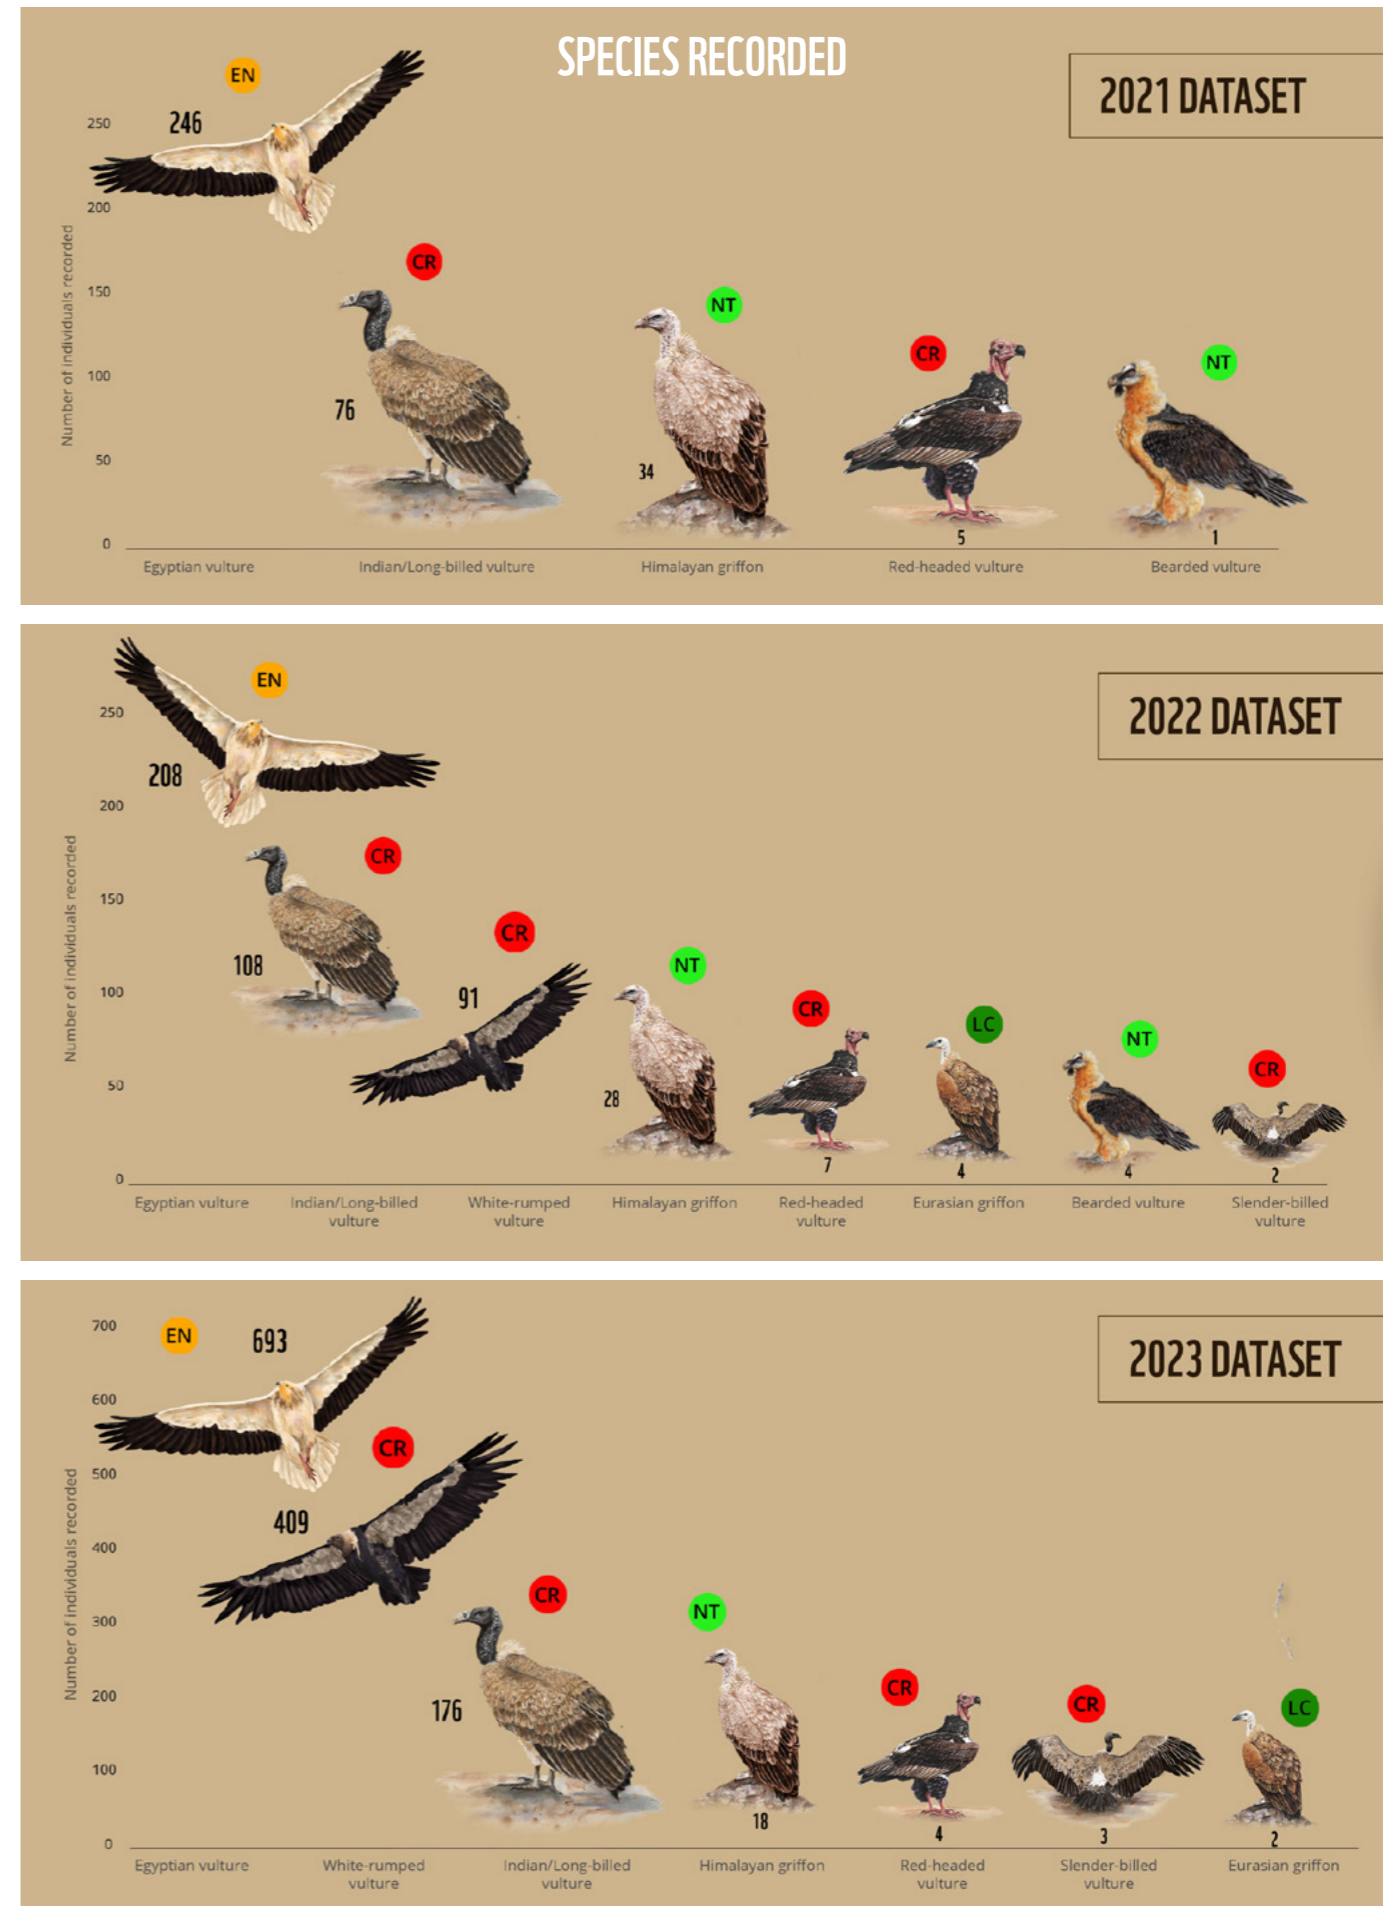 SPECIES RECORDED
2021 DATASET
EN
246
250
200
150
100
50
0
Number of individuals recorded
CR
76
NT
34
CR
5
NT
1
Egyptian vulture
Indian/Long-billed vulture
Himalayan griffon
Red-headed vulture
Bearded vulture
2022 DATASET
EN
208
250
200
150
100
50
0
Number of individuals recorded
CR
108
CR
91
NT
28
CR
7
LC
4
NT
4
CR
2
Egyptian vulture
Indian/Long-billed
vulture
White-rumped
vulture
Himalayan griffon
Red-headed
vulture
Eurasian griffon
Bearded vulture
Slender-billed
vulture
2023 DATASET
EN
693
700
600
500
400
300
200
100
0
Number of individuals recorded
CR
409
CR
176
NT
18
CR
4
CR
3
LC
2
Egyptian vulture
White-rumped
vulture
Indian/Long-billed
vulture
Himalayan griffon
Red-headed
vulture
Slender-billed
vulture
Eurasian griffon